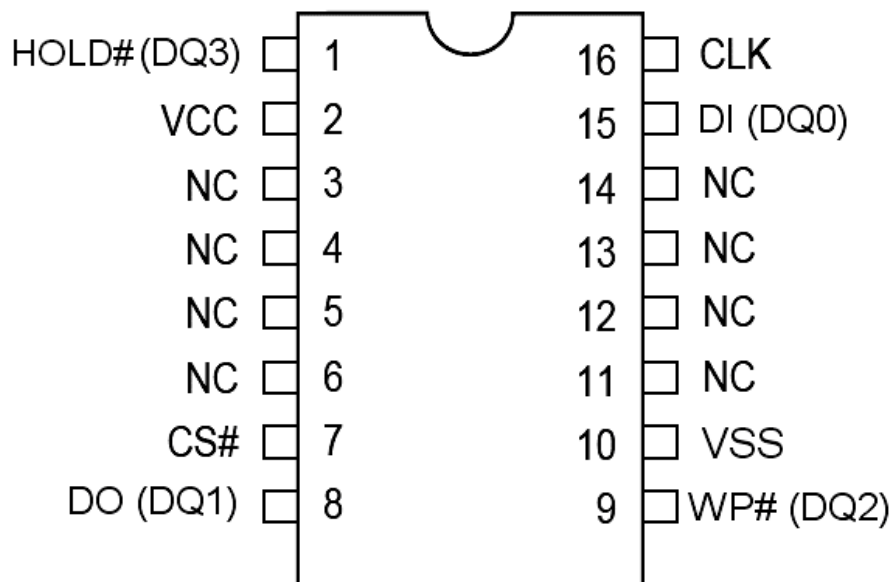 HOLD# (DQ3) 1 16 CLK
VCC 2 15 DI (DQ0)
NC 3 14 NC
NC 4 13 NC
NC 5 12 NC
NC 6 11 NC
CS# 7 10 VSS
DO (DQ1) 8 9 WP# (DQ2)